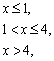 x ≤ 1,
1 < x ≤ 4,
x > 4,